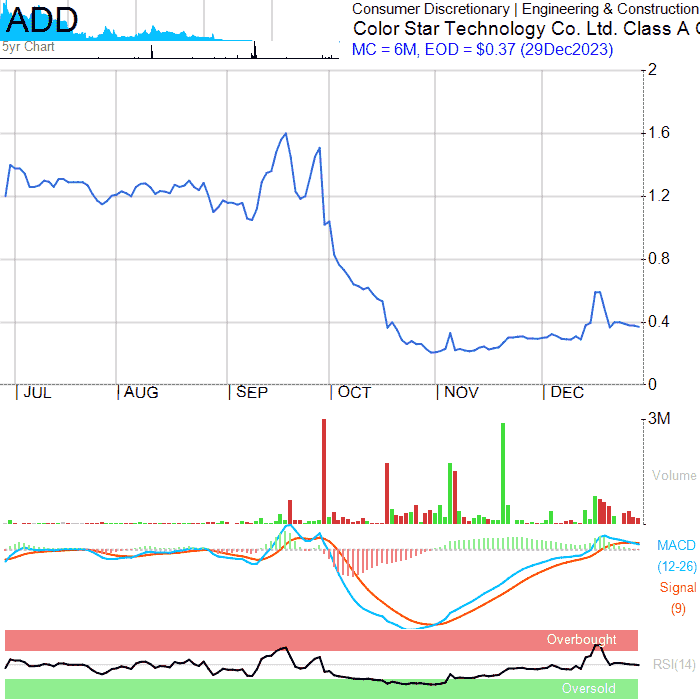 ADD
Consumer Discretionary | Engineering & Construction
Color Star Technology Co. Ltd. Class A
5yr Chart
MC = 6M, EOD = $0.37 (29Dec2023)
2
1.6
1.2
0.8
0.4
0
| JUL | AUG | SEP | OCT | NOV | DEC
3M
Volume
MACD
(12-26)
Signal
(9)
Overbought
RSI(14)
Oversold